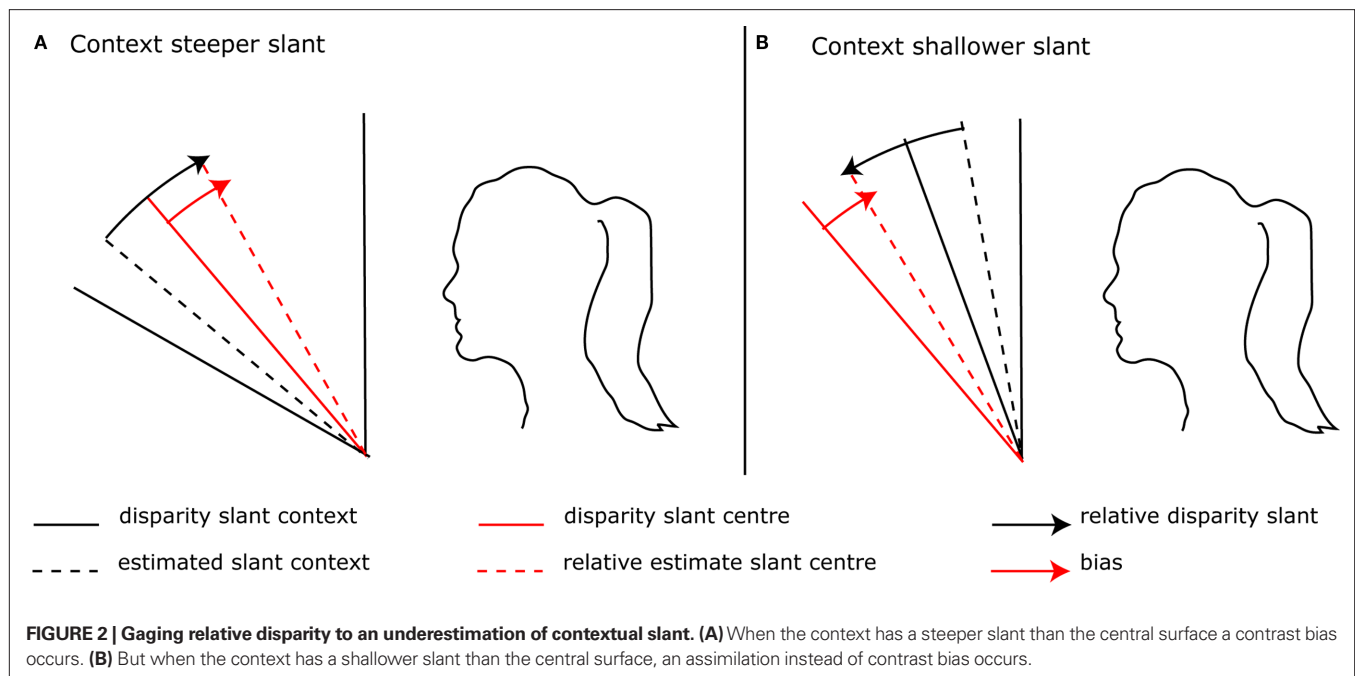 A Context steeper slant
B Context shallower slant
disparity slant context
disparity slant centre
relative disparity slant
estimated slant context
relative estimate slant centre
bias
FIGURE 2 | Gaging relative disparity to an underestimation of contextual slant. (A) When the context has a steeper slant than the central surface a contrast bias
occurs. (B) But when the context has a shallower slant than the central surface, an assimilation instead of contrast bias occurs.